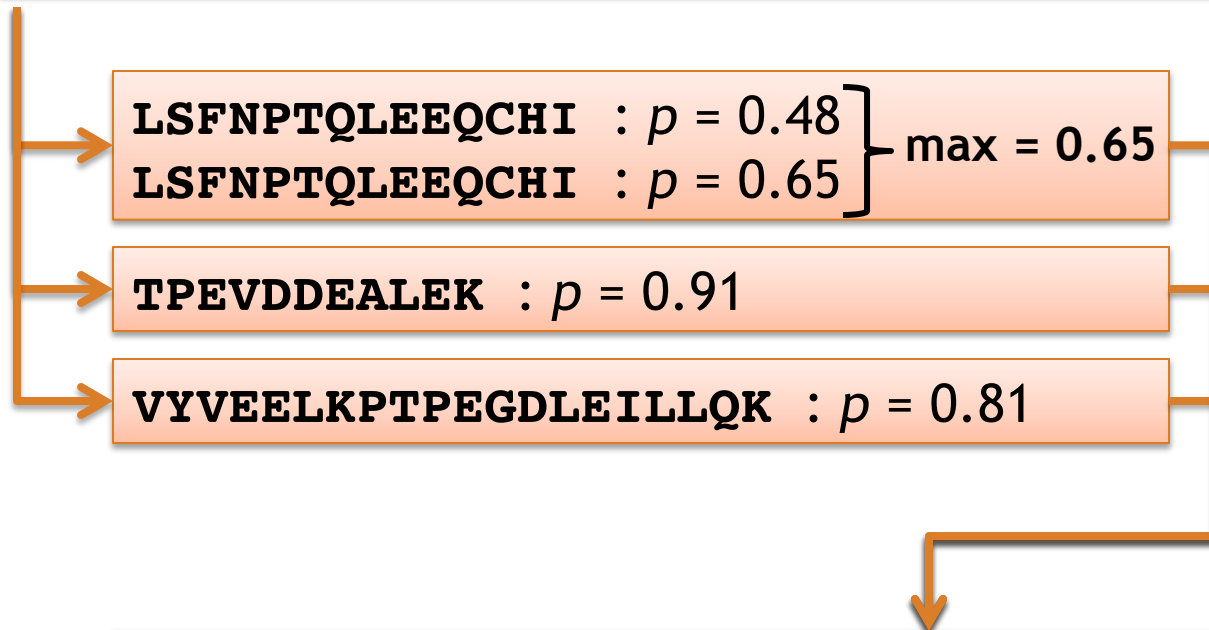 LSFNPTQLEEQCHI : p = 0.48
LSFNPTQLEEQCHI : p = 0.65
max = 0.65
TPEVDDEALEK : p = 0.91
VYVEELKPTPEGDLEILLQK : p = 0.81